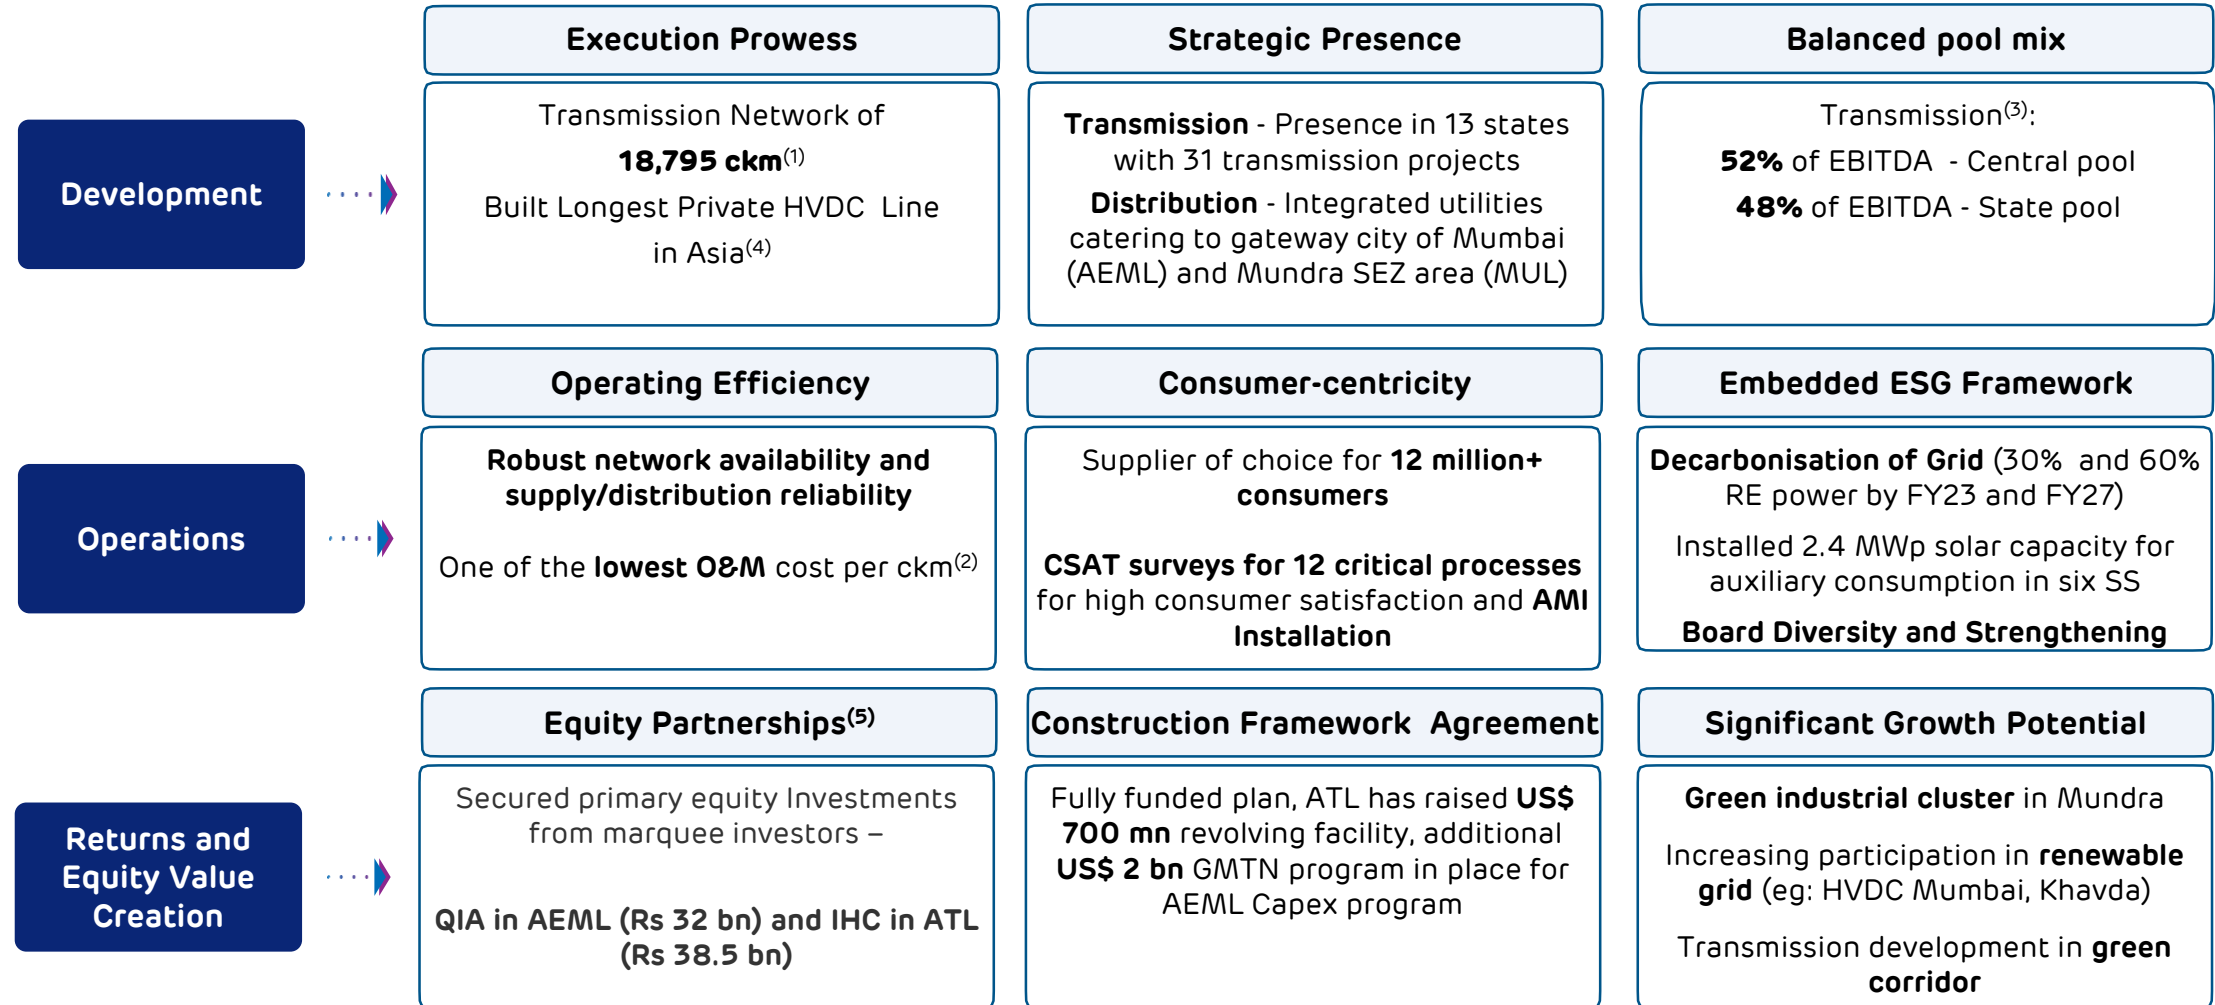 Execution Prowess
Strategic Presence
Balanced pool mix
Development
Transmission Network of
18,795 ckm(1)
Built Longest Private HVDC Line
in Asia(4)
Transmission - Presence in 13 states
with 31 transmission projects
Distribution - Integrated utilities
catering to gateway city of Mumbai
(AEML) and Mundra SEZ area (MUL)
Transmission(3):
52% of EBITDA - Central pool
48% of EBITDA - State pool
Operating Efficiency
Consumer-centricity
Embedded ESG Framework
Operations
Robust network availability and
supply/distribution reliability
One of the lowest O&M cost per ckm(2)
Supplier of choice for 12 million+
consumers
CSAT surveys for 12 critical processes
for high consumer satisfaction and AMI
Installation
Decarbonisation of Grid (30% and 60%
RE power by FY23 and FY27)
Installed 2.4 MWp solar capacity for
auxiliary consumption in six SS
Board Diversity and Strengthening
Equity Partnerships(5)
Construction Framework Agreement
Significant Growth Potential
Returns and
Equity Value
Creation
Secured primary equity Investments
from marquee investors –
QIA in AEML (Rs 32 bn) and IHC in ATL
(Rs 38.5 bn)
Fully funded plan, ATL has raised US$
700 mn revolving facility, additional
US$ 2 bn GMTN program in place for
AEML Capex program
Green industrial cluster in Mundra
Increasing participation in renewable
grid (eg: HVDC Mumbai, Khavda)
Transmission development in green
corridor